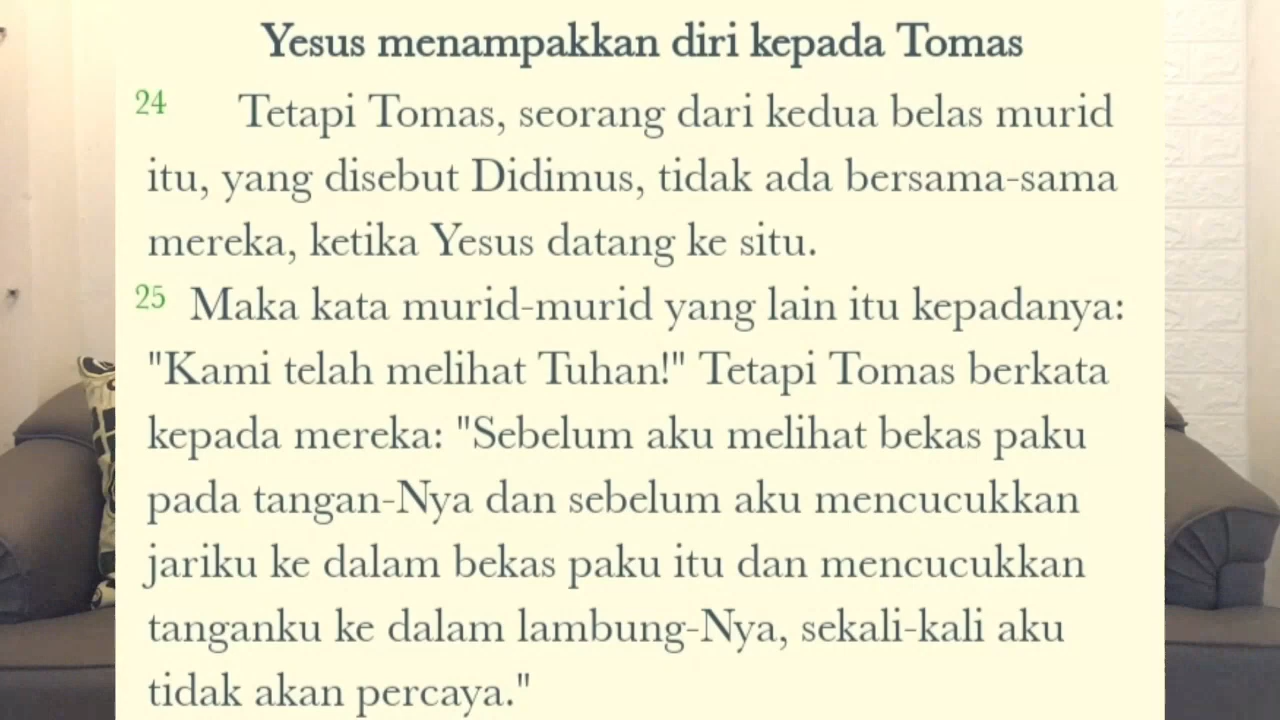 Yesus menampakkan diri kepada Tomas
24 Tetapi Tomas, seorang dari kedua belas murid
itu, yang disebut Didimus, tidak ada bersama-sama
mereka, ketika Yesus datang ke situ.
25 Maka kata murid-murid yang lain itu kepadanya:
"Kami telah melihat Tuhan!" Tetapi Tomas berkata
kepada mereka: "Sebelum aku melihat bekas paku
pada tangan-Nya dan sebelum aku mencucukkan
jariku ke dalam bekas paku itu dan mencucukkan
tanganku ke dalam lambung-Nya, sekali-kali aku
tidak akan percaya."